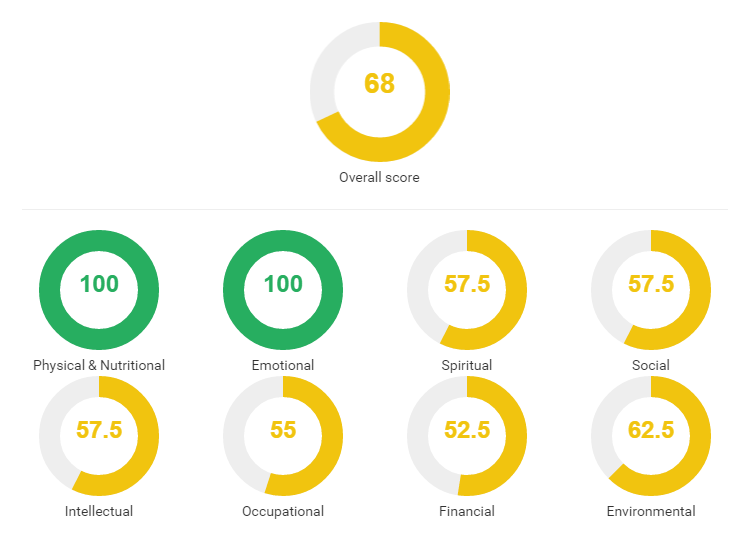 68
Overall score
100
100
57.5
57.5
Physical & Nutritional
Emotional
Spiritual
Social
57.5
55
52.5
62.5
Intellectual
Occupational
Financial
Environmental